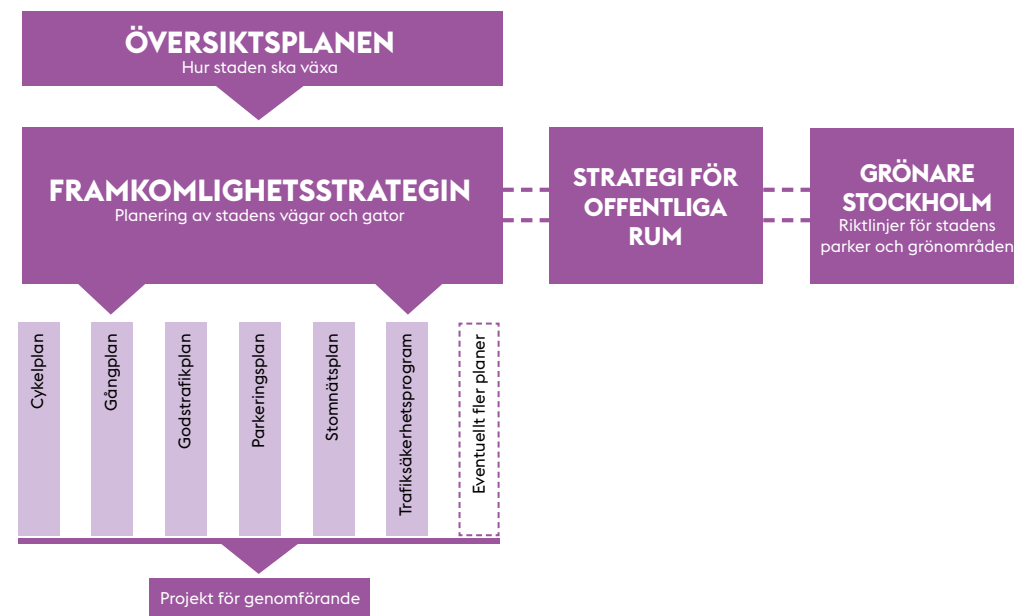 ÖVERSIKTSPLANEN
Hur staden ska växa
FRAMKOMLIGHETSSTRATEGIN
Planering av stadens vägar och gator
STRATEGI FÖR
OFFENTLIGA
RUM
GRÖNARE
STOCKHOLM
Riktlinjer för stadens
parker och grönområden
Cykelplan
Gångplan
Godstrafikplan
Parkeringsplan
Stomnätsplan
Trafiksäkerhetsprogram
Eventuellt fler planer
Projekt för genomförande